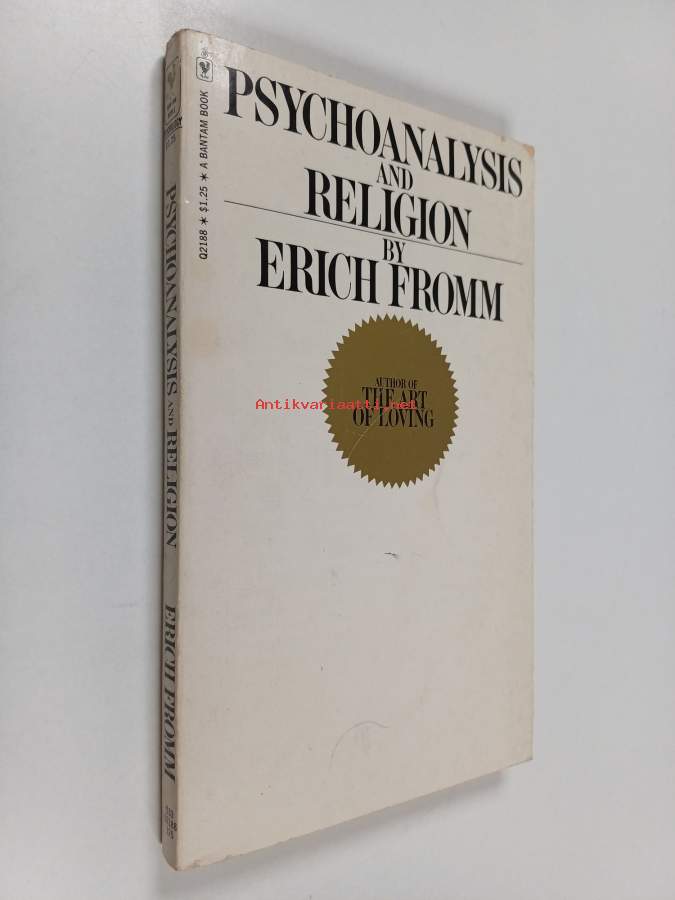 PSYCHOANALYSIS
AND
RELIGION
BY
ERICH FROMM
AUTHOR OF
THE ART
OF LOVING
Antikvariaatti.net
Q2188 * $1.25 * A BANTAM BOOK
PSYCHOANALYSIS AND RELIGION
ERICH FROMM